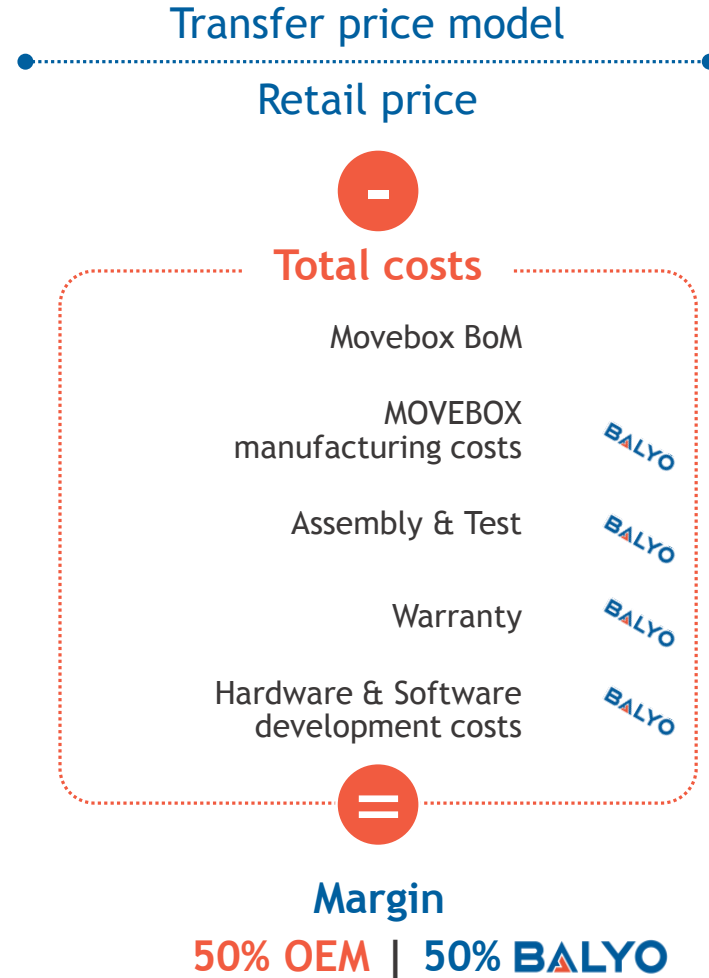 Transfer price model
Retail price
-
Total costs
Movebox BoM
MOVEBOX
manufacturing costs
BALYO
Assembly & Test
BALYO
Warranty
BALYO
Hardware & Software
development costs
BALYO
=
Margin
50% OEM | 50% BALYO